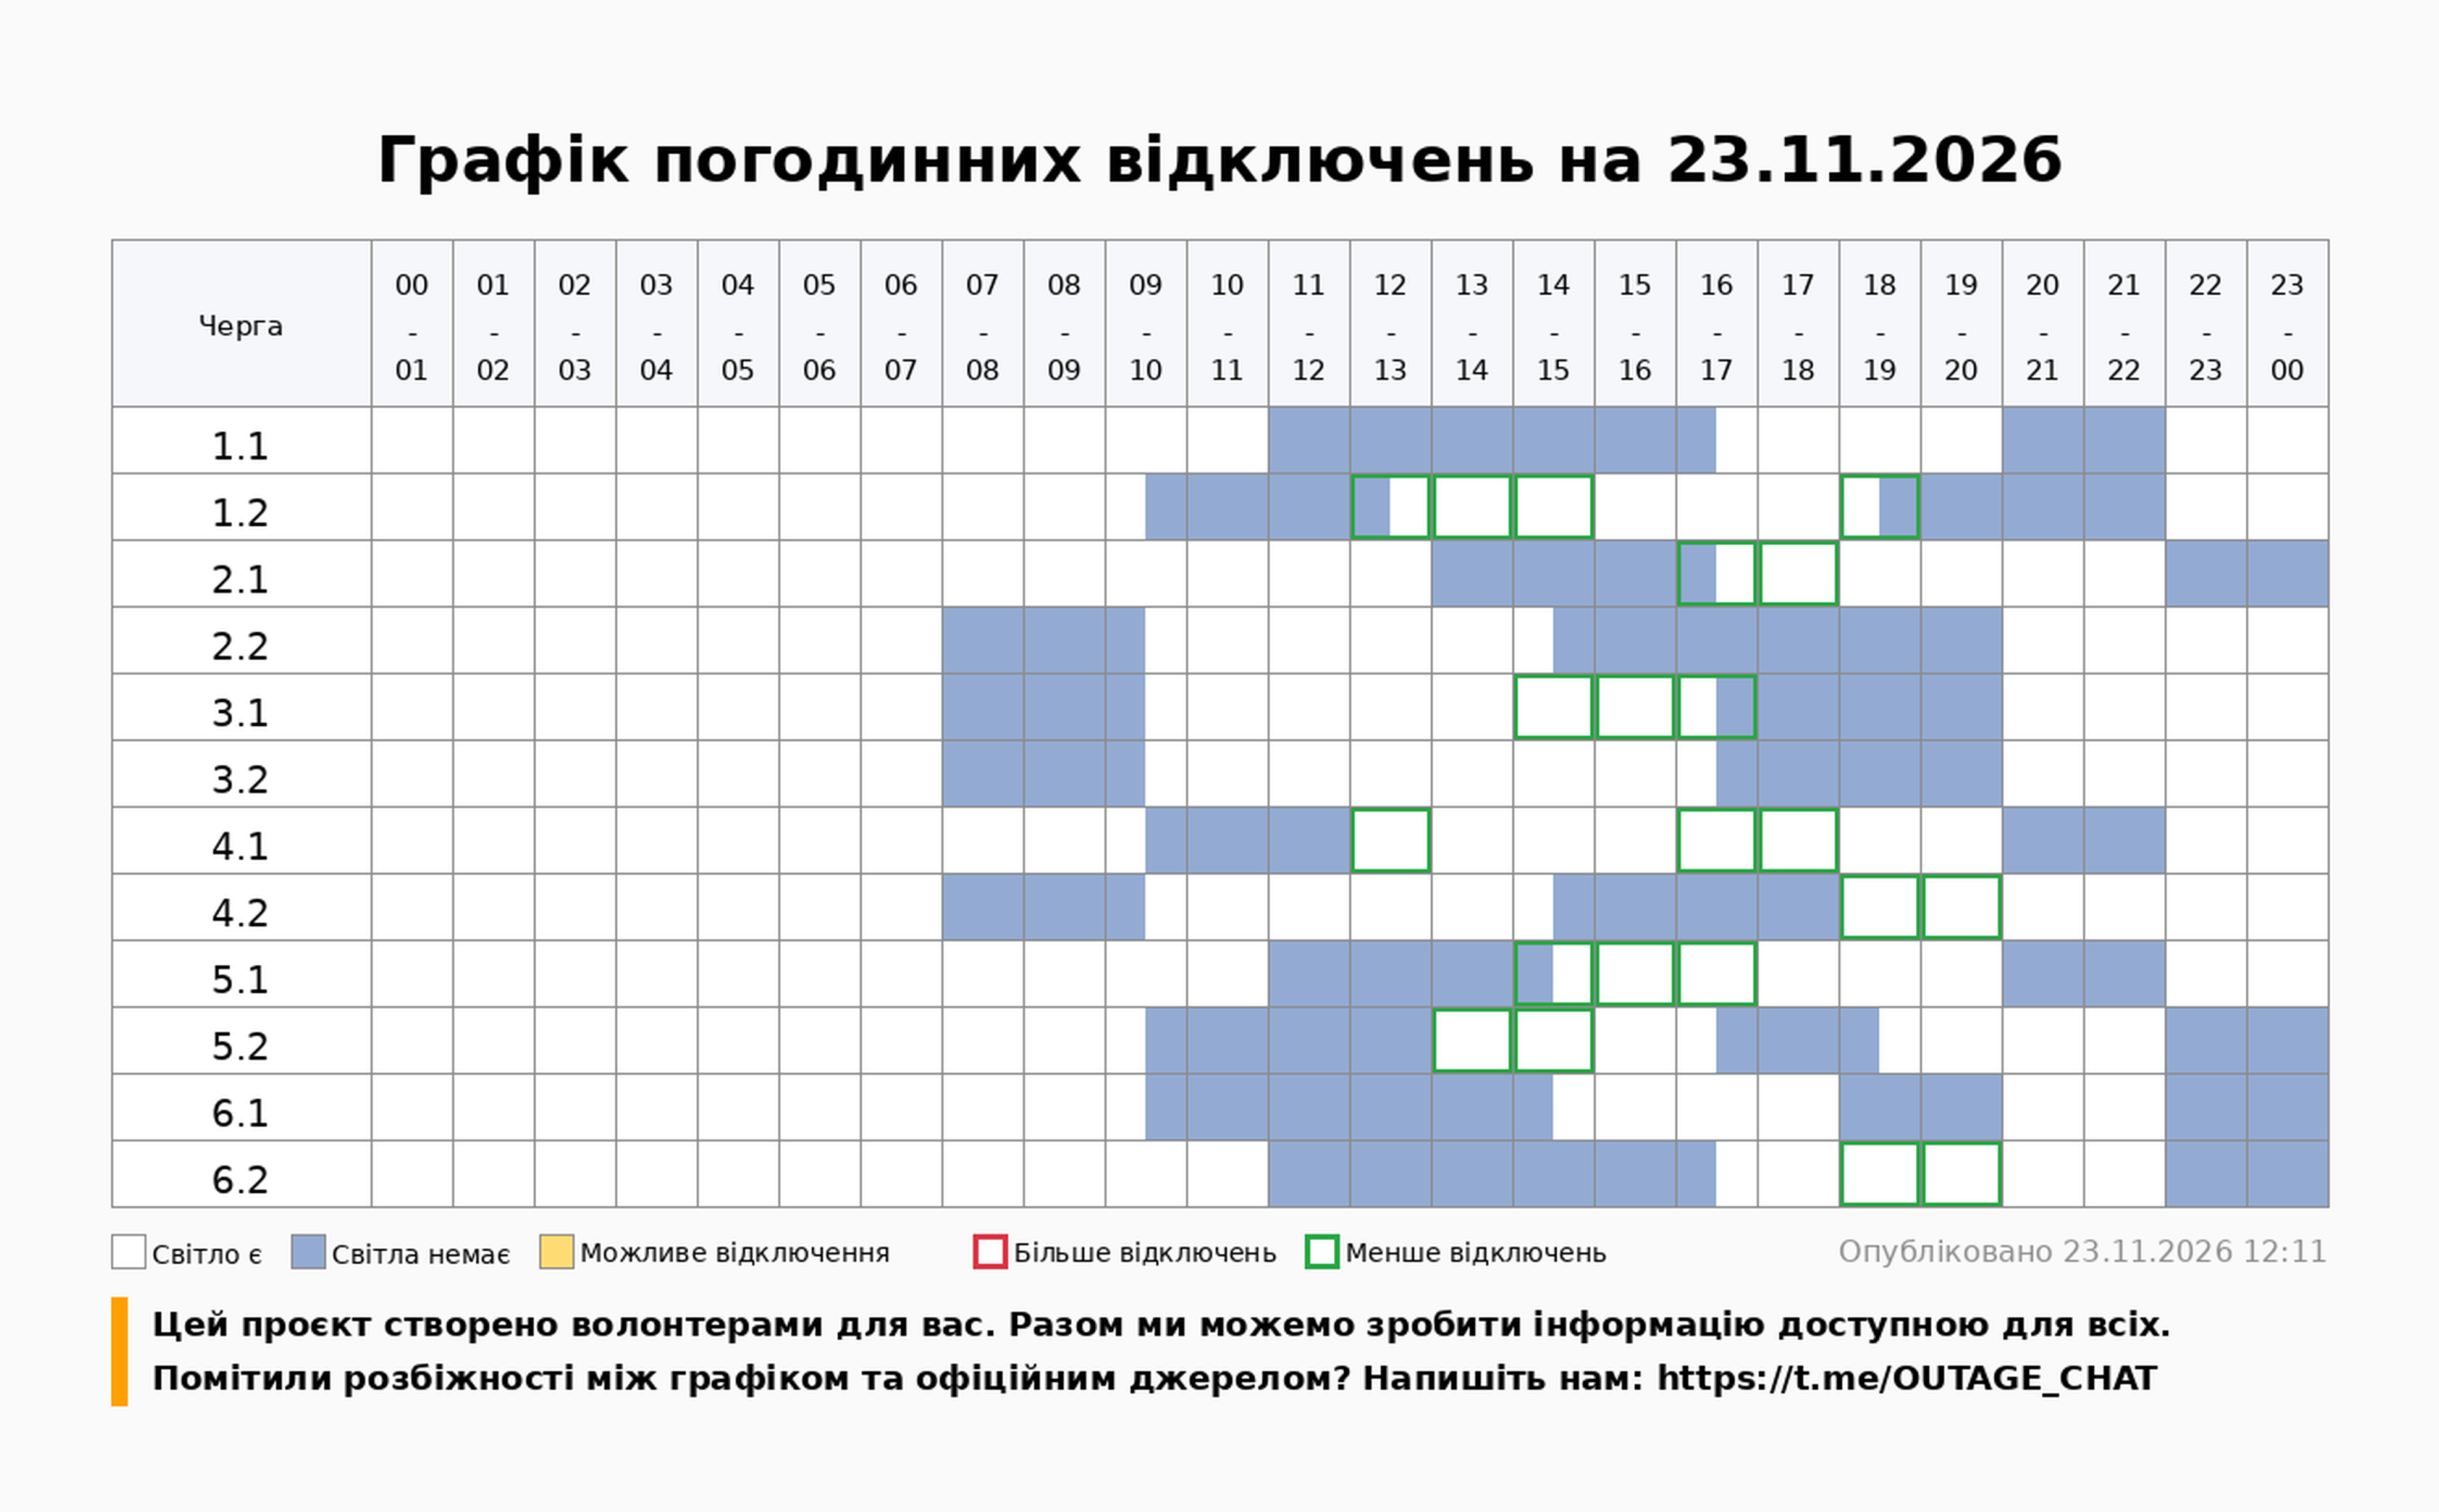 Графік погодинних відключень на 23.11.2026
Черга 00 - 01 01 - 02 02 - 03 03 - 04 04 - 05 05 - 06 06 - 07 07 - 08 08 - 09 09 - 10 10 - 11 11 - 12 12 - 13 13 - 14 14 - 15 15 - 16 16 - 17 17 - 18 18 - 19 19 - 20 20 - 21 21 - 22 22 - 23 23 - 00
1.1
1.2
2.1
2.2
3.1
3.2
4.1
4.2
5.1
5.2
6.1
6.2
Світло є Світла немає Можливе відключення Більше відключень Менше відключень Опубліковано 23.11.2026 12:11
Цей проєкт створено волонтерами для вас. Разом ми можемо зробити інформацію доступною для всіх.
Помітили розбіжності між графіком та офіційним джерелом? Напишіть нам: https://t.me/OUTAGE_CHAT